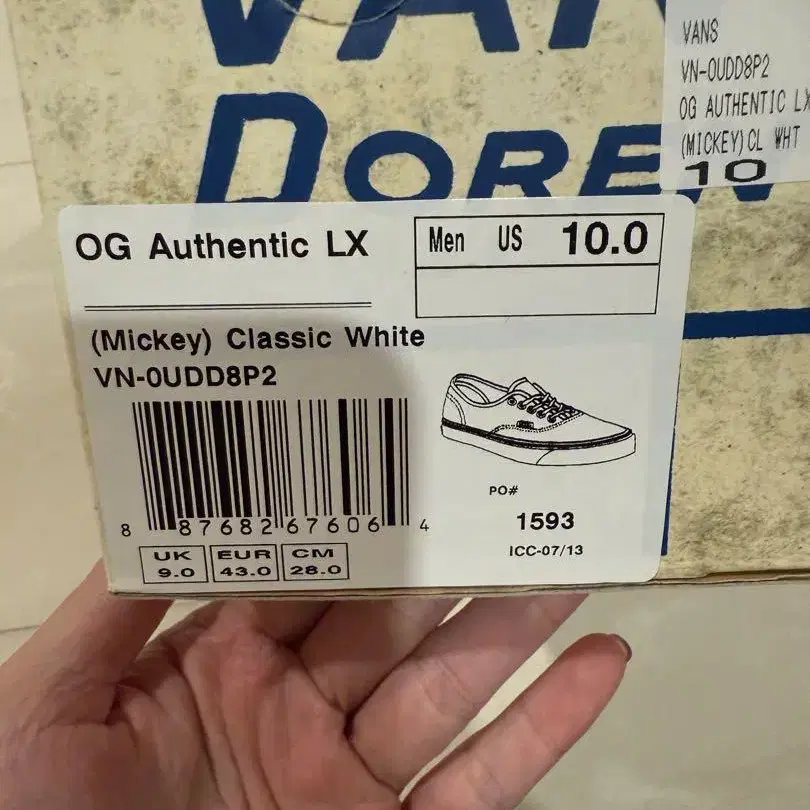 VAN
DOREN
VANS
VN-0UDD8P2
OG AUTHENTIC LX
(MICKEY)CL WHT
10
OG Authentic LX
Men US 10.0
(Mickey) Classic White
VN-0UDD8P2
8 87682 67606 4
PO#
1593
ICC-07/13
UK EUR CM
9.0 43.0 28.0